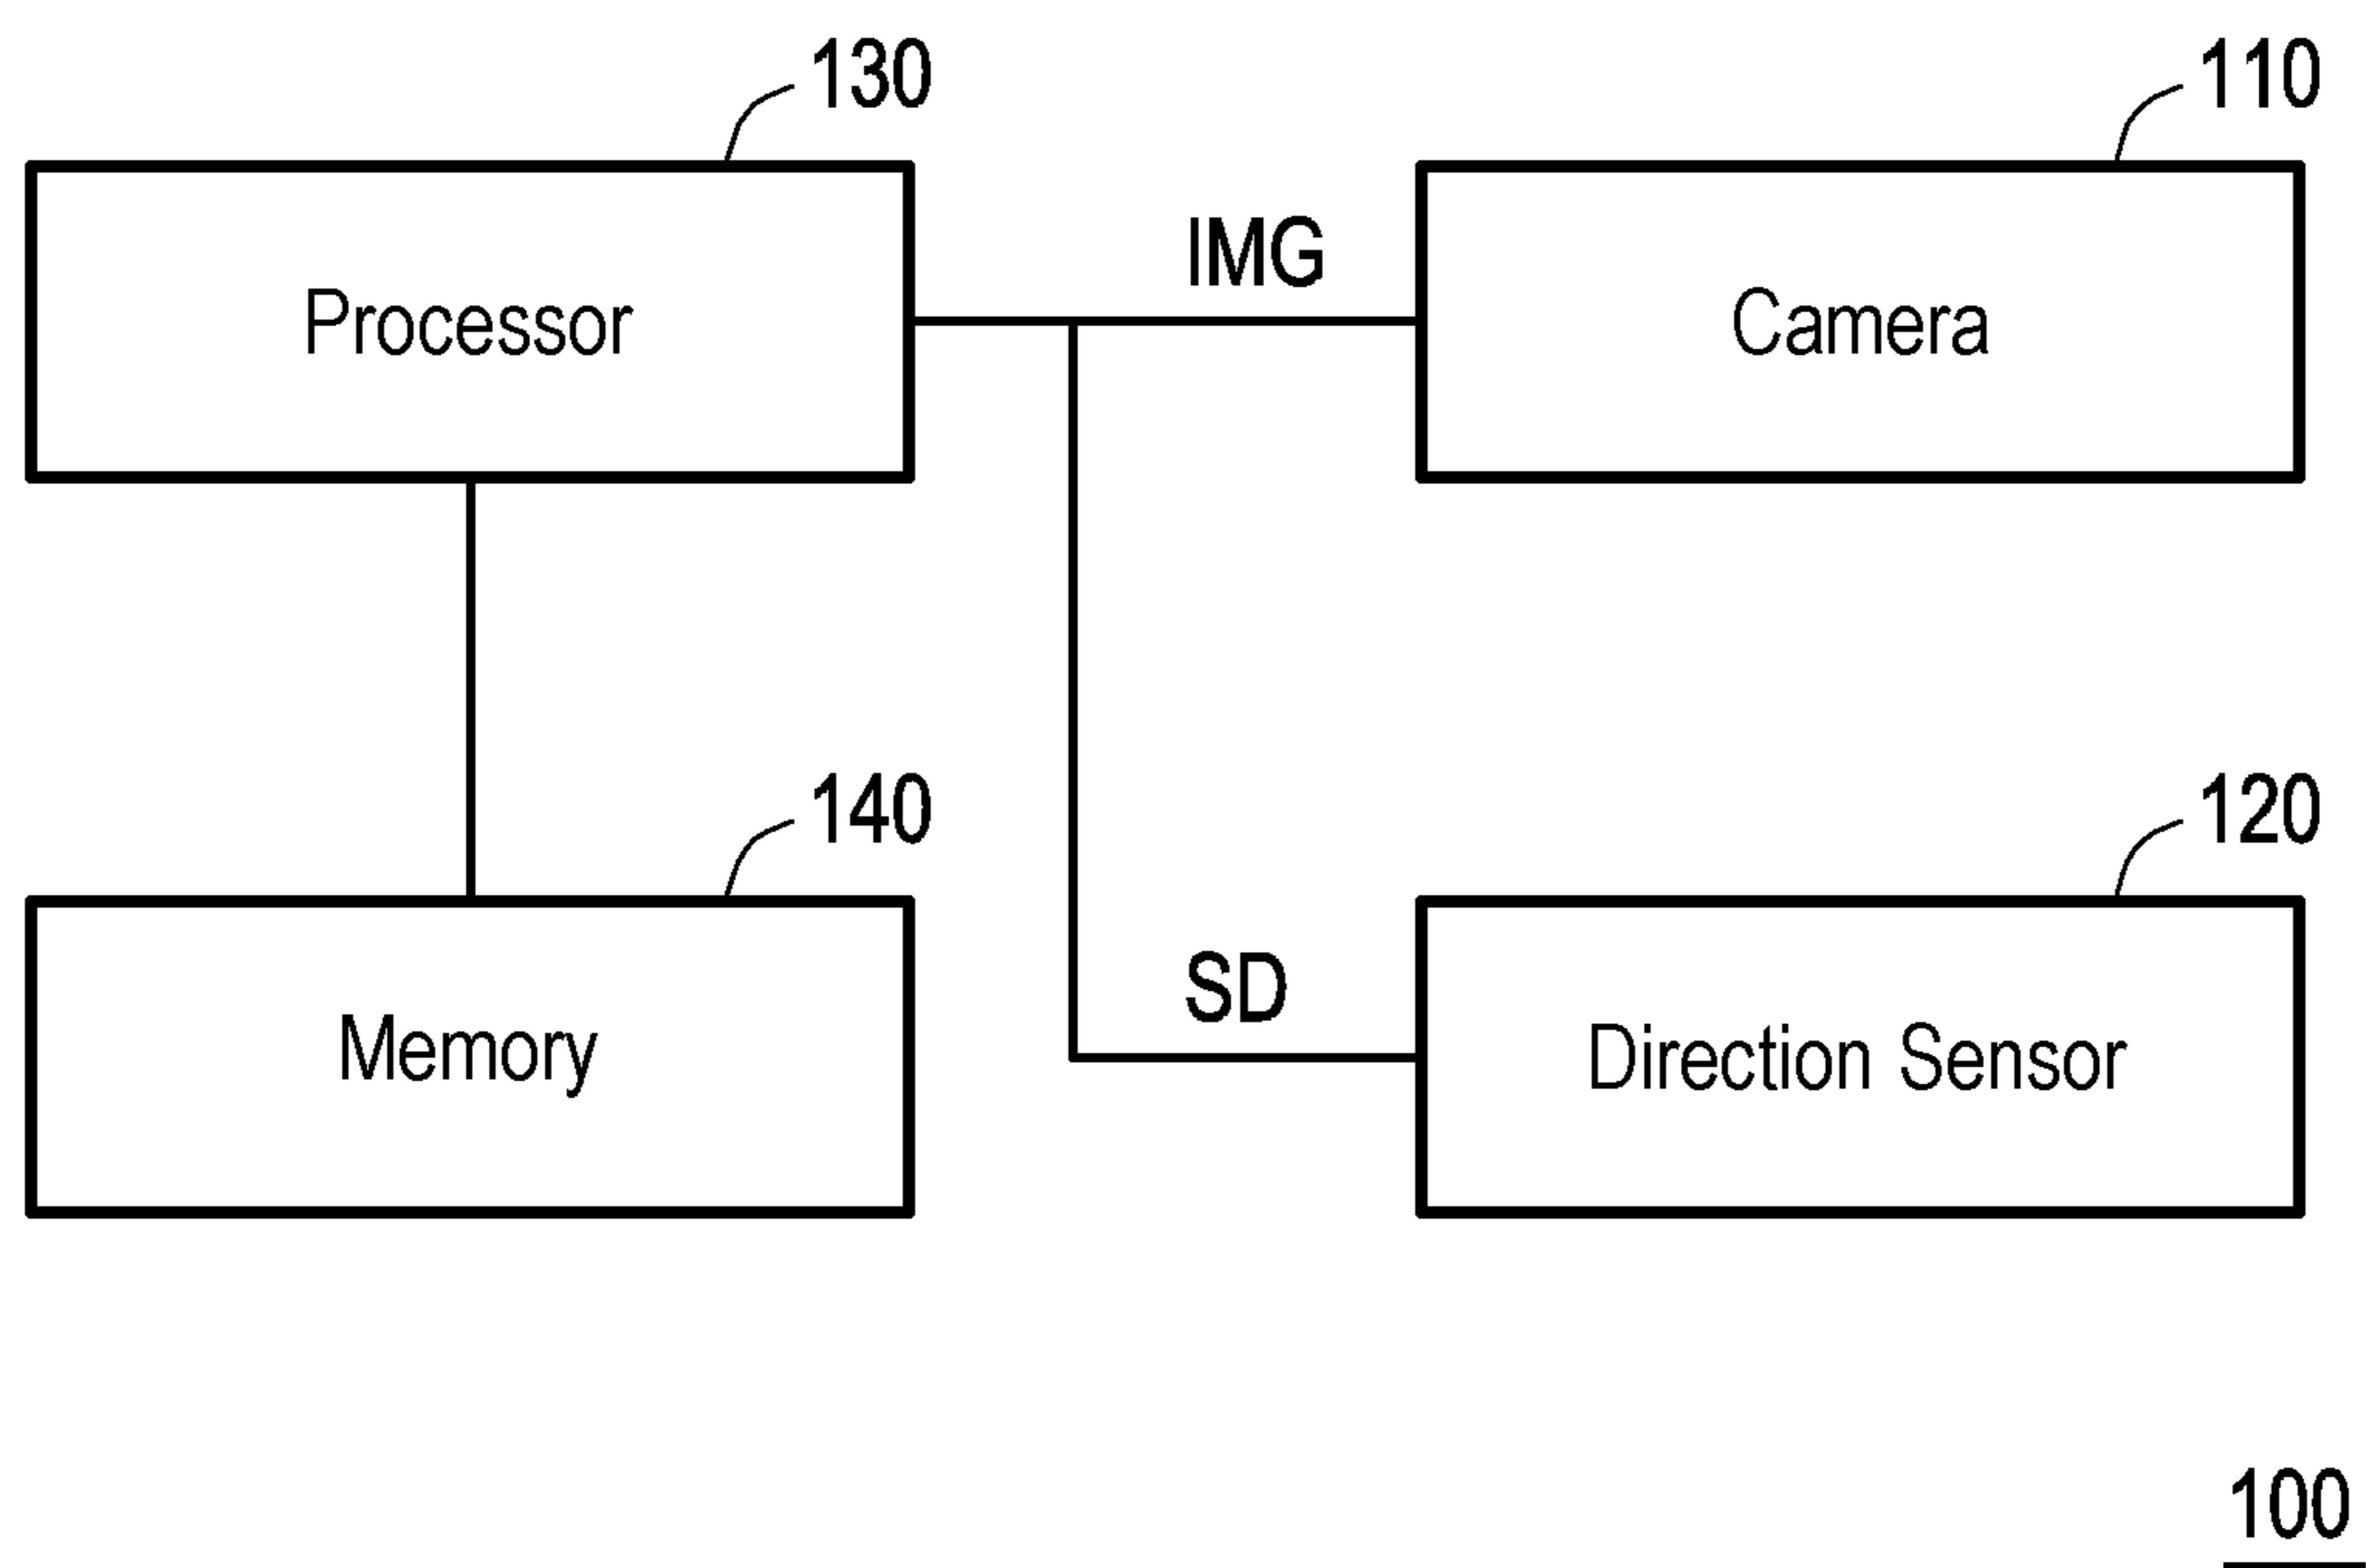 130
110
IMG
Processor
Camera
140
120
SD
Memory
Direction Sensor
100